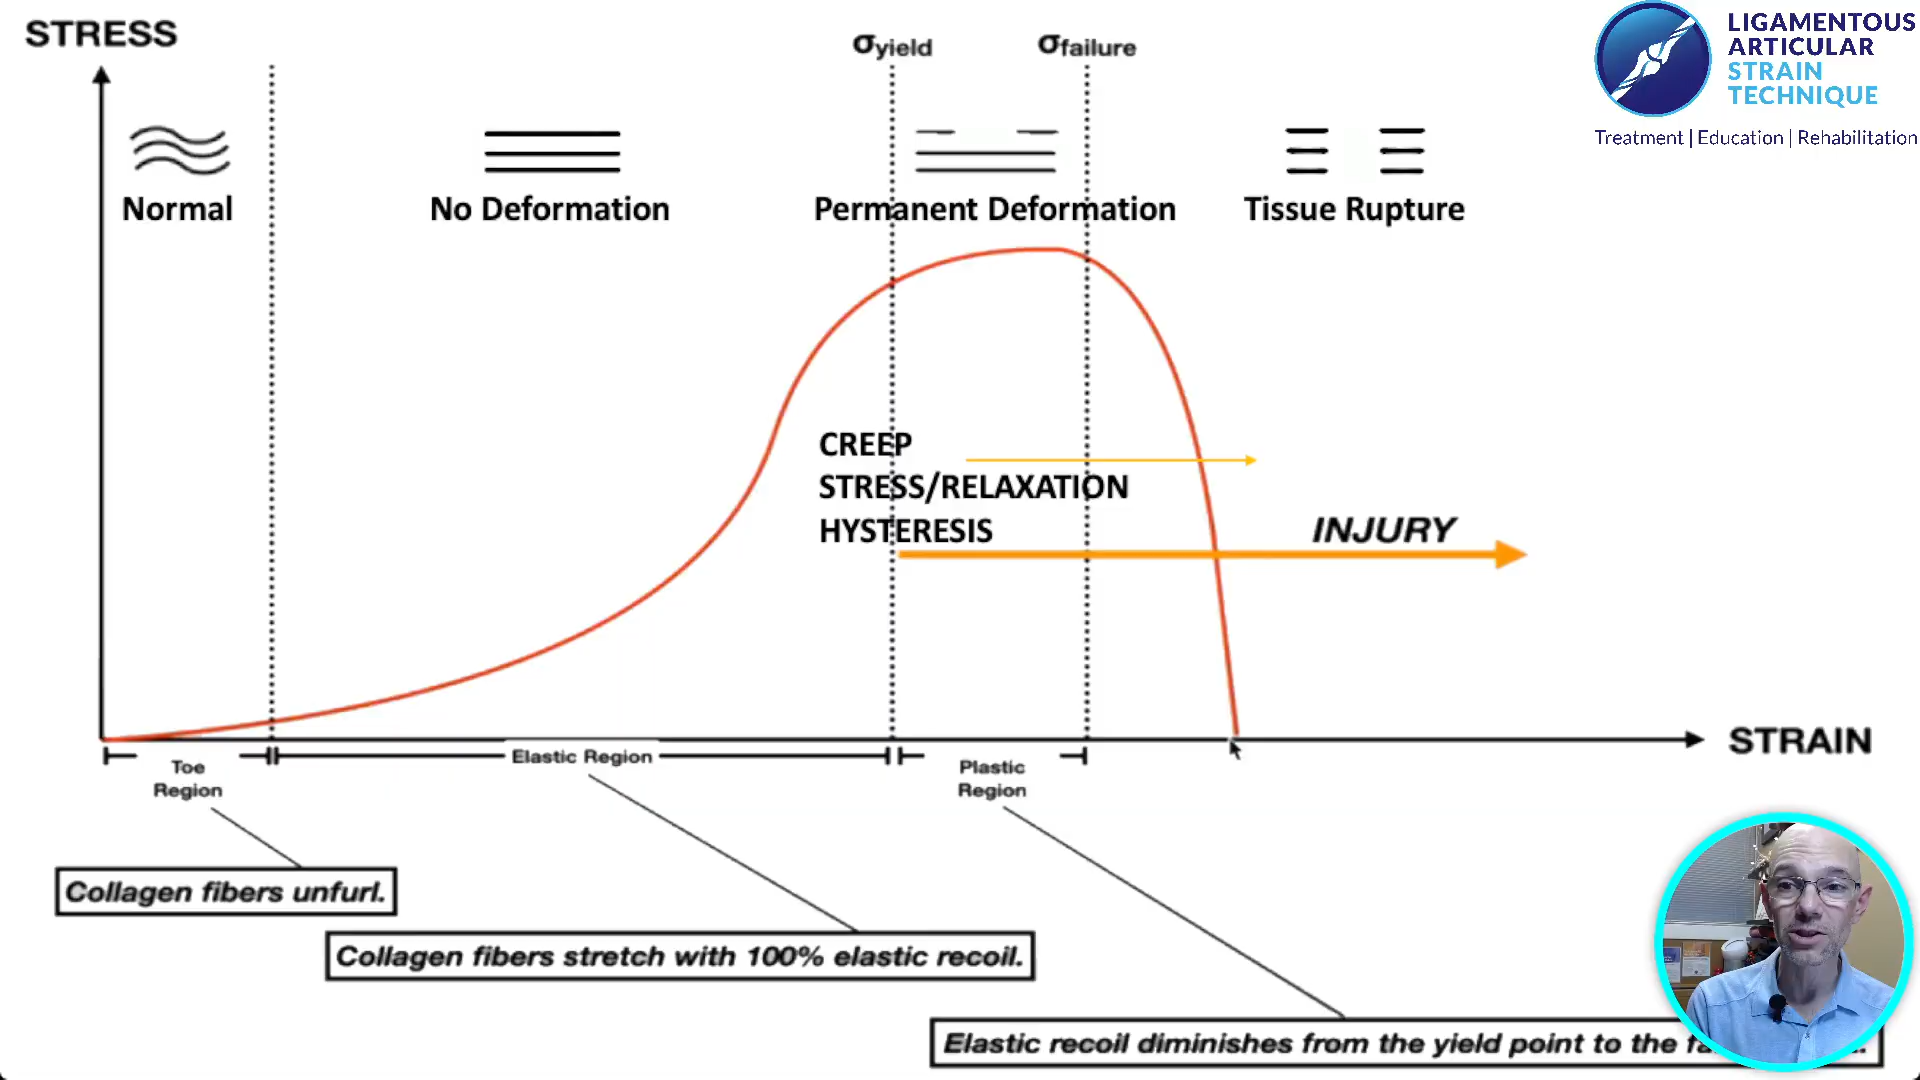 STRESS
σyield
σfailure
LIGAMENTOUS
ARTICULAR
STRAIN
TECHNIQUE
Treatment | Education | Rehabilitation
Normal
No Deformation
Permanent Deformation
Tissue Rupture
CREEP
STRESS/RELAXATION
HYSTERESIS
INJURY
STRAIN
Toe
Region
Elastic Region
Plastic
Region
Collagen fibers unfurl.
Collagen fibers stretch with 100% elastic recoil.
Elastic recoil diminishes from the yield point to the